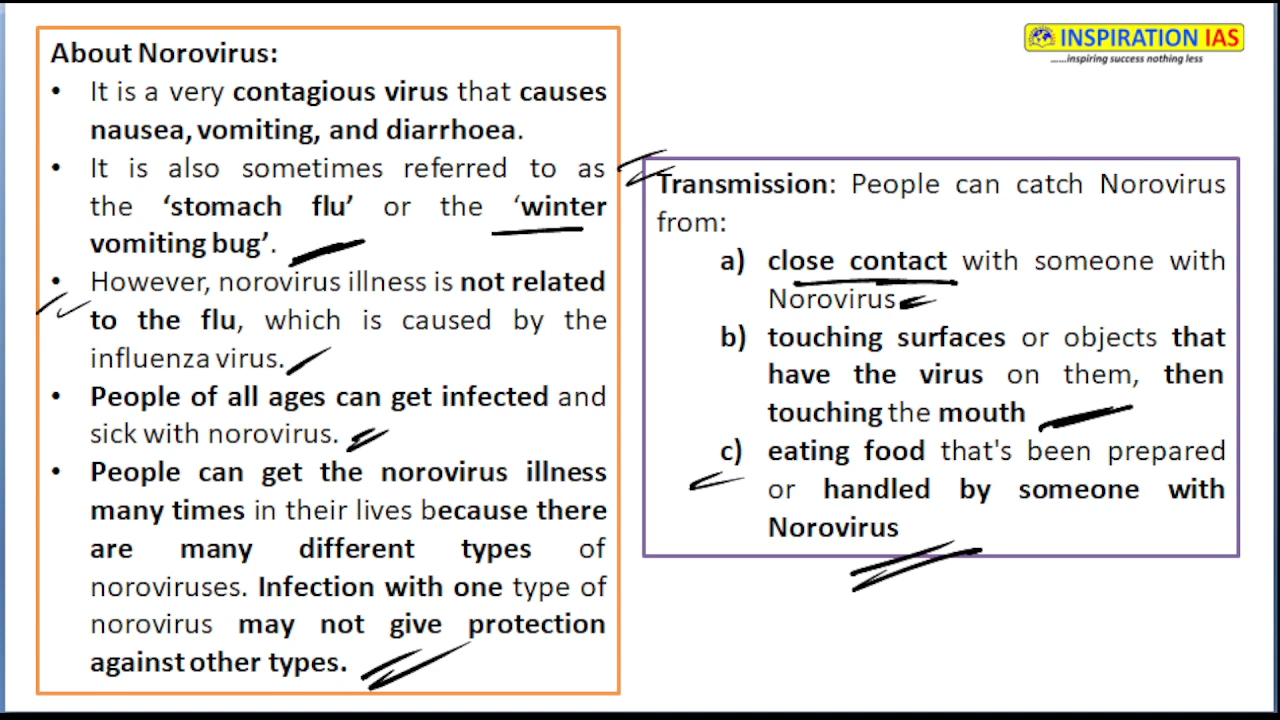 INSPIRATION IAS
......inspiring success nothing less
About Norovirus:
• It is a very contagious virus that causes
nausea, vomiting, and diarrhoea.
• It is also sometimes referred to as
the ‘stomach flu’ or the ‘winter
vomiting bug’.
• However, norovirus illness is not related
to the flu, which is caused by the
influenza virus.
• People of all ages can get infected and
sick with norovirus.
• People can get the norovirus illness
many times in their lives because there
are many different types of
noroviruses. Infection with one type of
norovirus may not give protection
against other types.
Transmission: People can catch Norovirus
from:
a) close contact with someone with
Norovirus
b) touching surfaces or objects that
have the virus on them, then
touching the mouth
c) eating food that's been prepared
or handled by someone with
Norovirus